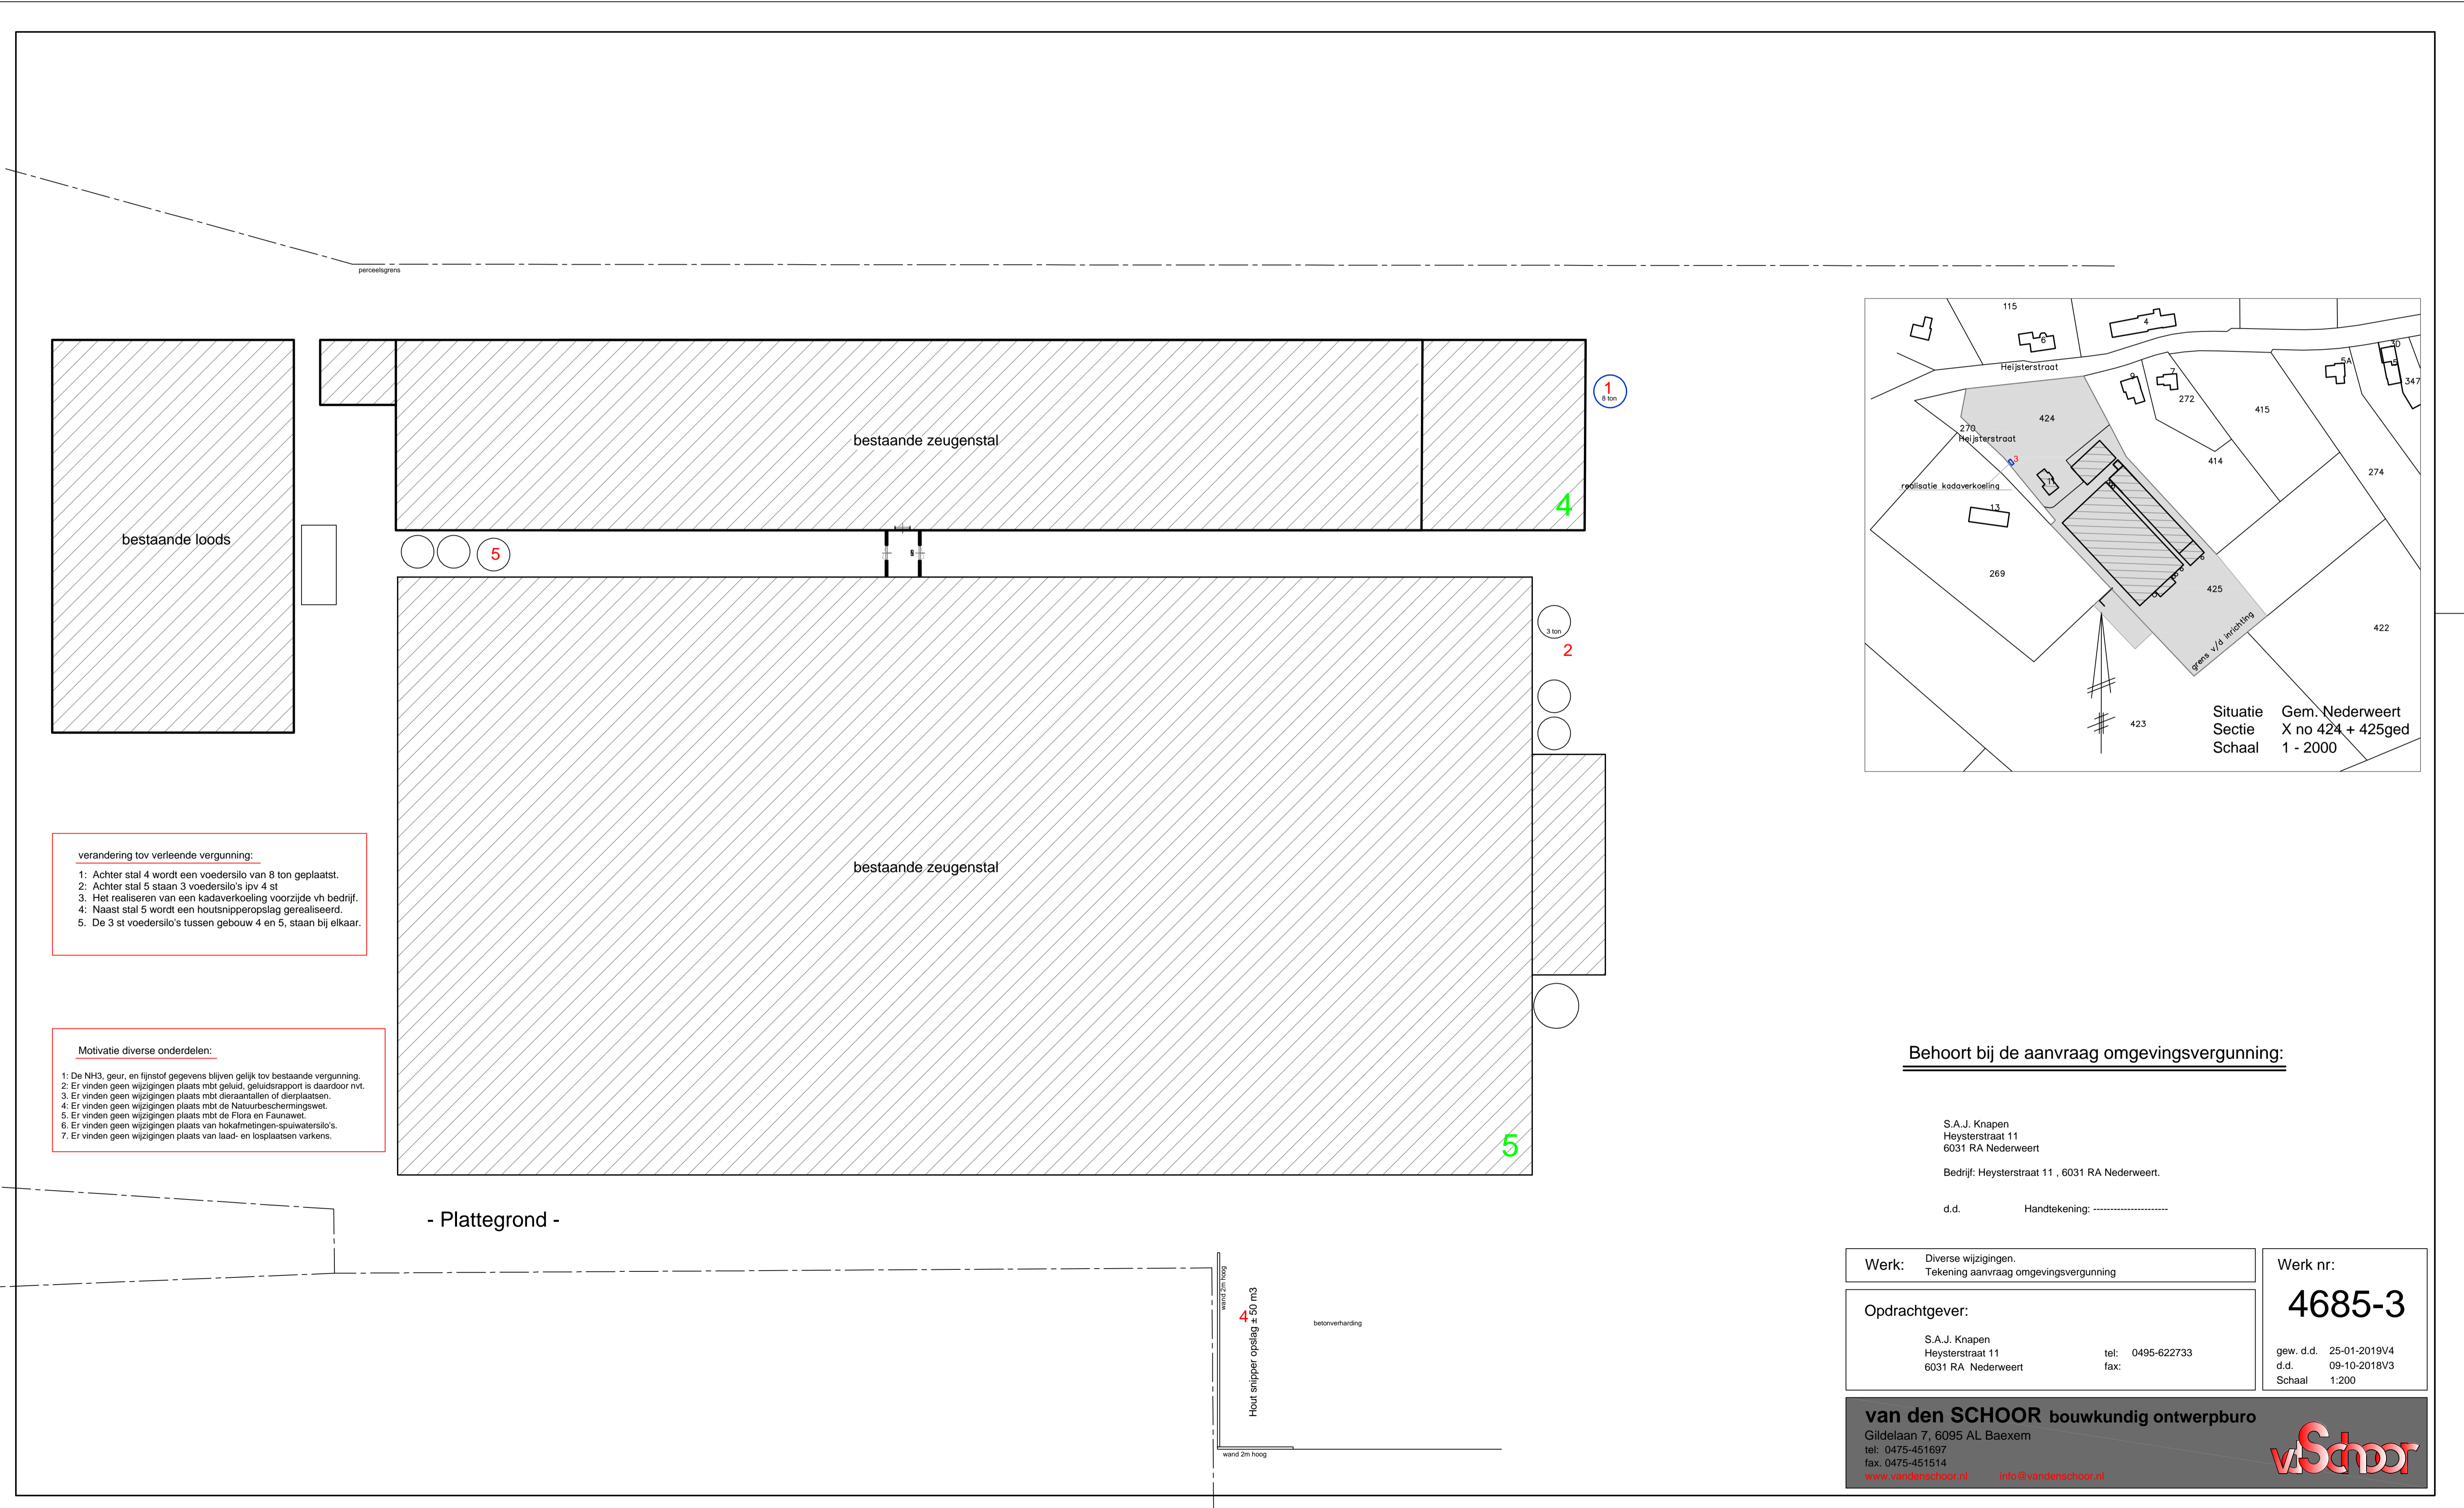 perceelsgrens
bestaande loods
bestaande zeugenstal
4
1
8 ton
5
3 ton
2
bestaande zeugenstal
5
verandering tov verleende vergunning:
1: Achter stal 4 wordt een voedersilo van 8 ton geplaatst.
2: Achter stal 5 staan 3 voedersilo's ipv 4 st
3. Het realiseren van een kadaverkoeling voorzijde vh bedrijf.
4: Naast stal 5 wordt een houtsnipperopslag gerealiseerd.
5. De 3 st voedersilo's tussen gebouw 4 en 5, staan bij elkaar.
Motivatie diverse onderdelen:
1: De NH3, geur, en fijnstof gegevens blijven gelijk tov bestaande vergunning.
2: Er vinden geen wijzigingen plaats mbt geluid, geluidsrapport is daardoor nvt.
3. Er vinden geen wijzigingen plaats mbt dieraantallen of dierplaatsen.
4: Er vinden geen wijzigingen plaats mbt de Natuurbeschermingswet.
5. Er vinden geen wijzigingen plaats mbt de Flora en Faunawet.
6. Er vinden geen wijzigingen plaats van hokafmetingen-spuiwatersilo's.
7. Er vinden geen wijzigingen plaats van laad- en losplaatsen varkens.
- Plattegrond -
wand 2m hoog
4
Hout snipper opslag ± 50 m3
betonverharding
wand 2m hoog
115
4
6
Heijsterstraat
5A
3D
5
347
9
7
272
415
424
270
Heijsterstraat
3
414
274
realisatie kadaverkoeling
11
13
269
425
422
grens v/d inrichting
423
Situatie Gem. Nederweert
Sectie X no 424 + 425ged
Schaal 1 - 2000
Behoort bij de aanvraag omgevingsvergunning:
S.A.J. Knapen
Heysterstraat 11
6031 RA Nederweert
Bedrijf: Heysterstraat 11 , 6031 RA Nederweert.
d.d. Handtekening: ----------------------
Werk: Diverse wijzigingen.
Tekening aanvraag omgevingsvergunning
Opdrachtgever:
S.A.J. Knapen
Heysterstraat 11 tel: 0495-622733
6031 RA Nederweert fax:
Werk nr:
4685-3
gew. d.d. 25-01-2019V4
d.d. 09-10-2018V3
Schaal 1:200
van den SCHOOR bouwkundig ontwerpburo
Gildelaan 7, 6095 AL Baexem
tel: 0475-451697
fax. 0475-451514
www.vandenschoor.nl info@vandenschoor.nl
vdSchoor